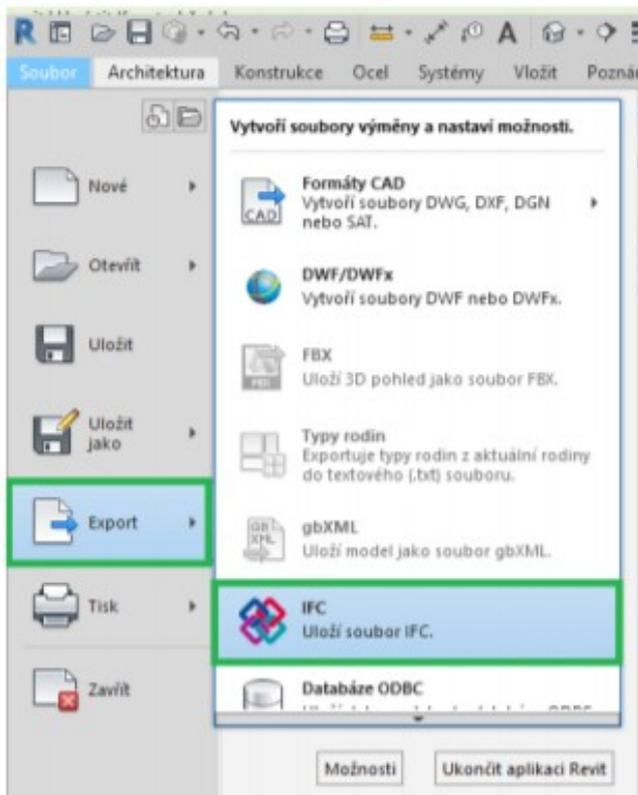 Soubor Architektura Konstrukce Ocel Systémy Vložit Pozná
Vytvoří soubory výměny a nastaví možnosti.
Nové
Otevřít
Uložit
Uložit
jako
Export
Tisk
Zavřít
Formáty CAD
Vytvoří soubory DWG, DXF, DGN
nebo SAT.
CAD
DWF/DWFx
Vytvoří soubory DWF nebo DWFx.
FBX
Uloží 3D pohled jako soubor FBX.
Typy rodin
Exportuje typy rodin z aktuální rodiny
do textového (.txt) souboru.
gbXML
Uloží model jako soubor gbXML.
IFC
Uloží soubor IFC.
Databáze ODBC
Možnosti
Ukončit aplikaci Revit